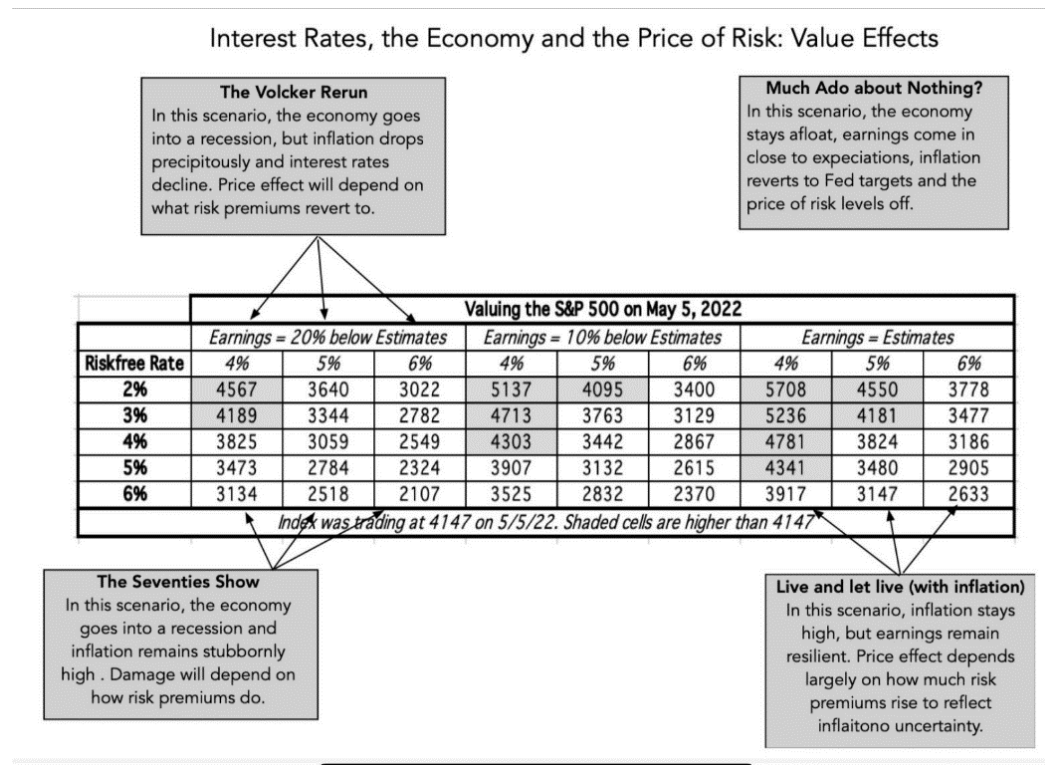 Interest Rates, the Economy and the Price of Risk: Value Effects
The Volcker Rerun
In this scenario, the economy goes
into a recession, but inflation drops
precipitously and interest rates
decline. Price effect will depend on
what risk premiums revert to.
Much Ado about Nothing?
In this scenario, the economy
stays afloat, earnings come in
close to expeciations, inflation
reverts to Fed targets and the
price of risk levels off.
Valuing the S&P 500 on May 5, 2022
Earnings = 20% below Estimates Earnings = 10% below Estimates Earnings = Estimates
Riskfree Rate 4% 5% 6% 4% 5% 6% 4% 5% 6%
2% 4567 3640 3022 5137 4095 3400 5708 4550 3778
3% 4189 3344 2782 4713 3763 3129 5236 4181 3477
4% 3825 3059 2549 4303 3442 2867 4781 3824 3186
5% 3473 2784 2324 3907 3132 2615 4341 3480 2905
6% 3134 2518 2107 3525 2832 2370 3917 3147 2633
Index was trading at 4147 on 5/5/22. Shaded cells are higher than 4147
The Seventies Show
In this scenario, the economy
goes into a recession and
inflation remains stubbornly
high . Damage will depend on
how risk premiums do.
Live and let live (with inflation)
In this scenario, inflation stays
high, but earnings remain
resilient. Price effect depends
largely on how much risk
premiums rise to reflect
inflaitono uncertainty.